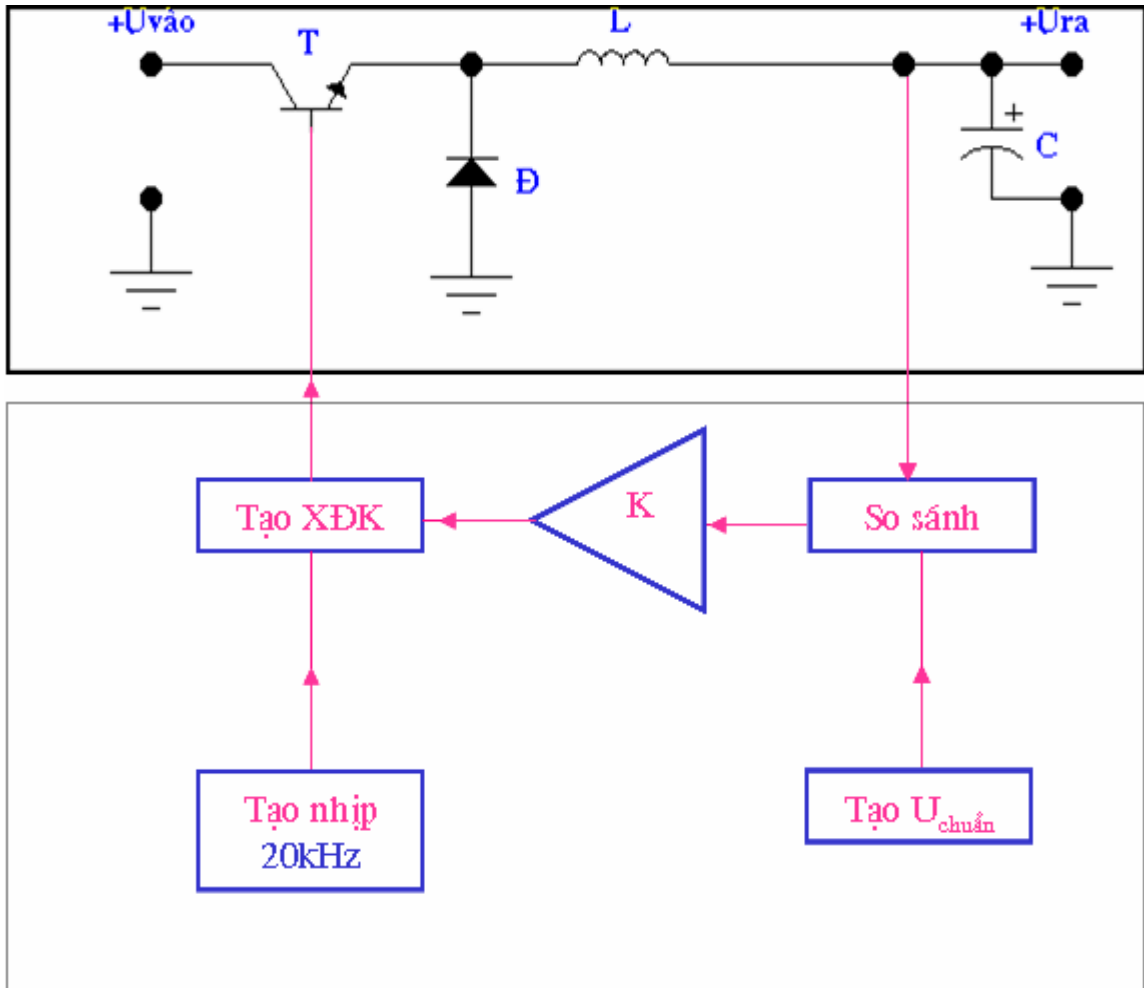 +Uvào
T
L
+Ura
+
C
Đ
Tạo XĐK
K
So sánh
Tạo nhịp
20kHz
Tạo Uchuẩn